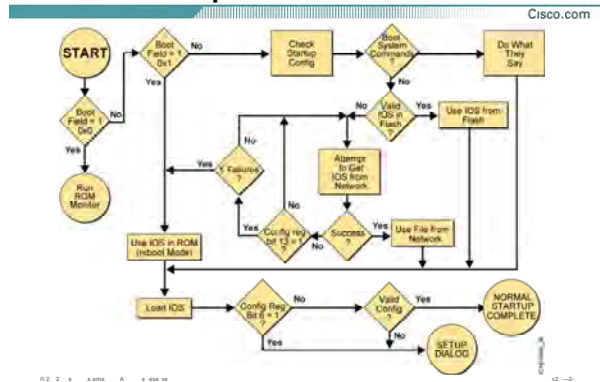 Cisco.com
START
Boot
Field = 1
0x1
No
Check
Startup
Config
Boot
System
Commands
?
Yes
Do What
They
Say
Yes
No
Boot
Field = 1
0x0
No
Valid
IOS in
Flash
?
Yes
Use IOS from
Flash
Yes
Run
ROM
Monitor
No
No
Yes
5 Failures
?
Attempt
to Get
IOS from
Network
No
Yes
Config reg
bit 13 = 1
?
No
Success
?
Yes
Use File from
Network
Use IOS in ROM
(rxboot Mode)
Load IOS
Config Reg
Bit 6 = 1
?
No
Valid
Config
?
Yes
NORMAL
STARTUP
COMPLETE
Yes
No
SETUP
DIALOG